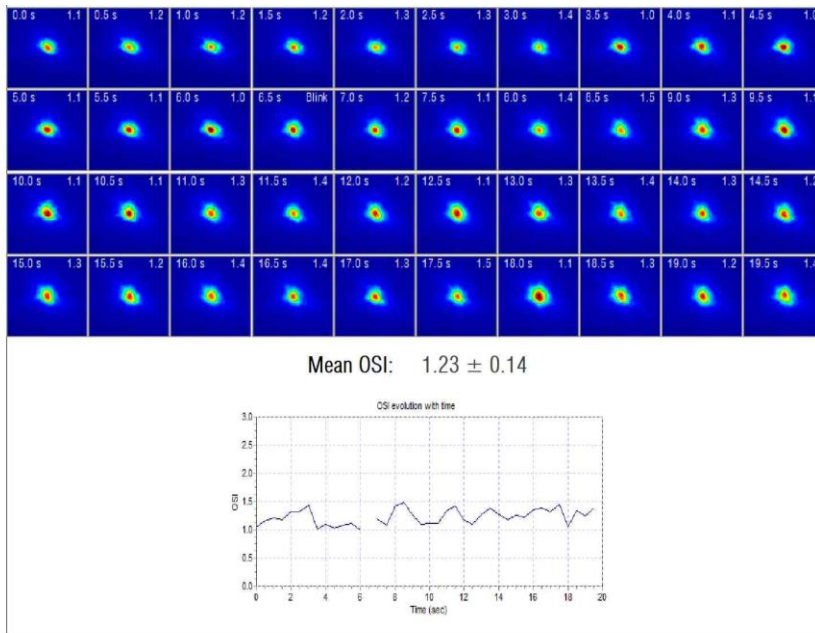 0.0 s 1.1 0.5 s 1.2 1.0 s 1.2 1.5 s 1.2 2.0 s 1.3 2.5 s 1.3 3.0 s 1.4 3.5 s 1.0 4.0 s 1.1 4.5 s 1.0
5.0 s 1.1 5.5 s 1.1 6.0 s 1.0 6.5 s Blink 7.0 s 1.2 7.5 s 1.1 8.0 s 1.4 8.5 s 1.5 9.0 s 1.3 9.5 s 1.1
10.0 s 1.1 10.5 s 1.1 11.0 s 1.3 11.5 s 1.4 12.0 s 1.2 12.5 s 1.1 13.0 s 1.3 13.5 s 1.4 14.0 s 1.3 14.5 s 1.2
15.0 s 1.3 15.5 s 1.2 16.0 s 1.4 16.5 s 1.4 17.0 s 1.3 17.5 s 1.5 18.0 s 1.1 18.5 s 1.3 19.0 s 1.2 19.5 s 1.4
Mean OSI: 1.23 ± 0.14
OSI evolution with time
3.0
2.5
2.0
1.5
1.0
0.5
0.0
OSI
0 2 4 6 8 10 12 14 16 18 20
Time (sec)